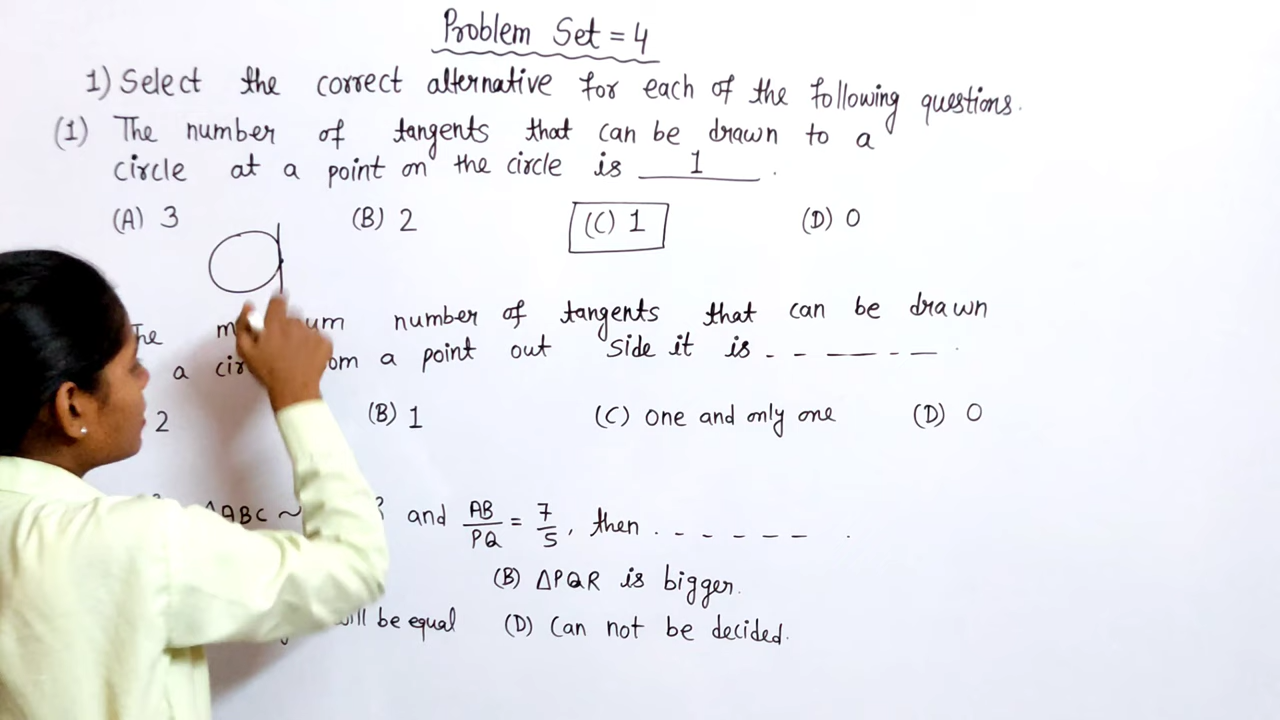 Problem Set = 4
1) Select the correct alternative for each of the following questions.
(1) The number of tangents that can be drawn to a
circle at a point on the circle is 1 .
(A) 3 (B) 2 (C) 1 (D) 0
number of tangents that can be drawn
a a point out side it is - - — - — .
2 (B) 1 (C) one and only one (D) 0
ABC ~ and AB/PQ = 7/5, then . - - - - - .
(B) ΔPQR is bigger.
be equal (D) Can not be decided.